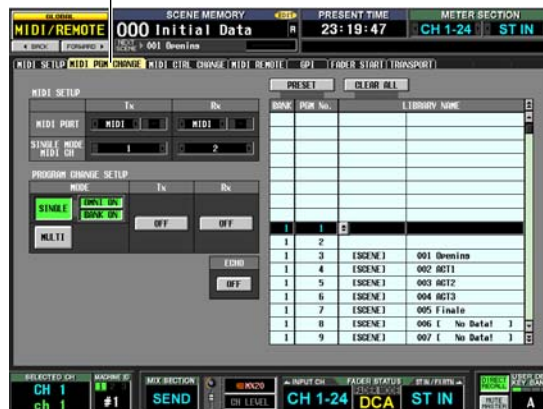 GLOBAL
MIDI/REMOTE
BACK
FORWARD
SCENE MEMORY
EDIT
000 Initial Data
R
NEXT SCENE
001 Opening
PRESENT TIME
23:19:47
METER SECTION
CH 1-24
ST IN
MIDI SETUP
MIDI PGM CHANGE
MIDI CTRL CHANGE
MIDI REMOTE
GPI
FADER START
TRANSPORT
MIDI SETUP
Tx Rx
MIDI PORT MIDI MIDI
SINGLE MODE MIDI CH 1 2
PROGRAM CHANGE SETUP
MODE Tx Rx
SINGLE OMNI ON
BANK ON
OFF OFF
MULTI
ECHO
OFF
PRESET CLEAR ALL
BANK PGM No. LIBRARY NAME
1 1
1 2
1 3 [SCENE] 001 Opening
1 4 [SCENE] 002 ACT1
1 5 [SCENE] 003 ACT2
1 6 [SCENE] 004 ACT3
1 7 [SCENE] 005 Finale
1 8 [SCENE] 006 [ No Data! ]
1 9 [SCENE] 007 [ No Data! ]
SELECTED CH
CH 1
ch 1
MACHINE ID
#1
MIX SECTION
SEND
MIX20
CH LEVEL
INPUT CH
CH 1-24
FADER STATUS
FADER MODE
DCA
ST IN/FXRTN
ST IN
DIRECT RECALL
MUTE MASTER
A